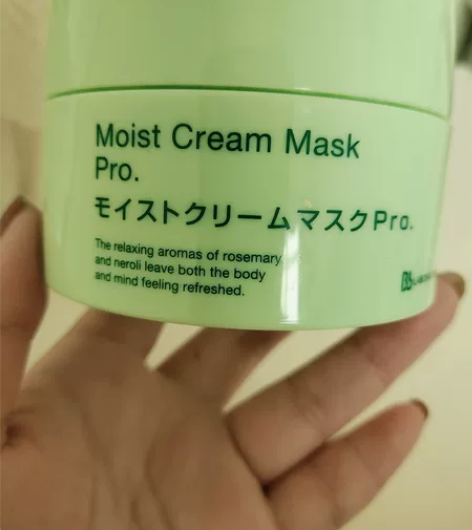 Moist Cream Mask
Pro.
モイストクリームマスクPro.
The relaxing aromas of rosemary
and neroli leave both the body
and mind feeling refreshed.